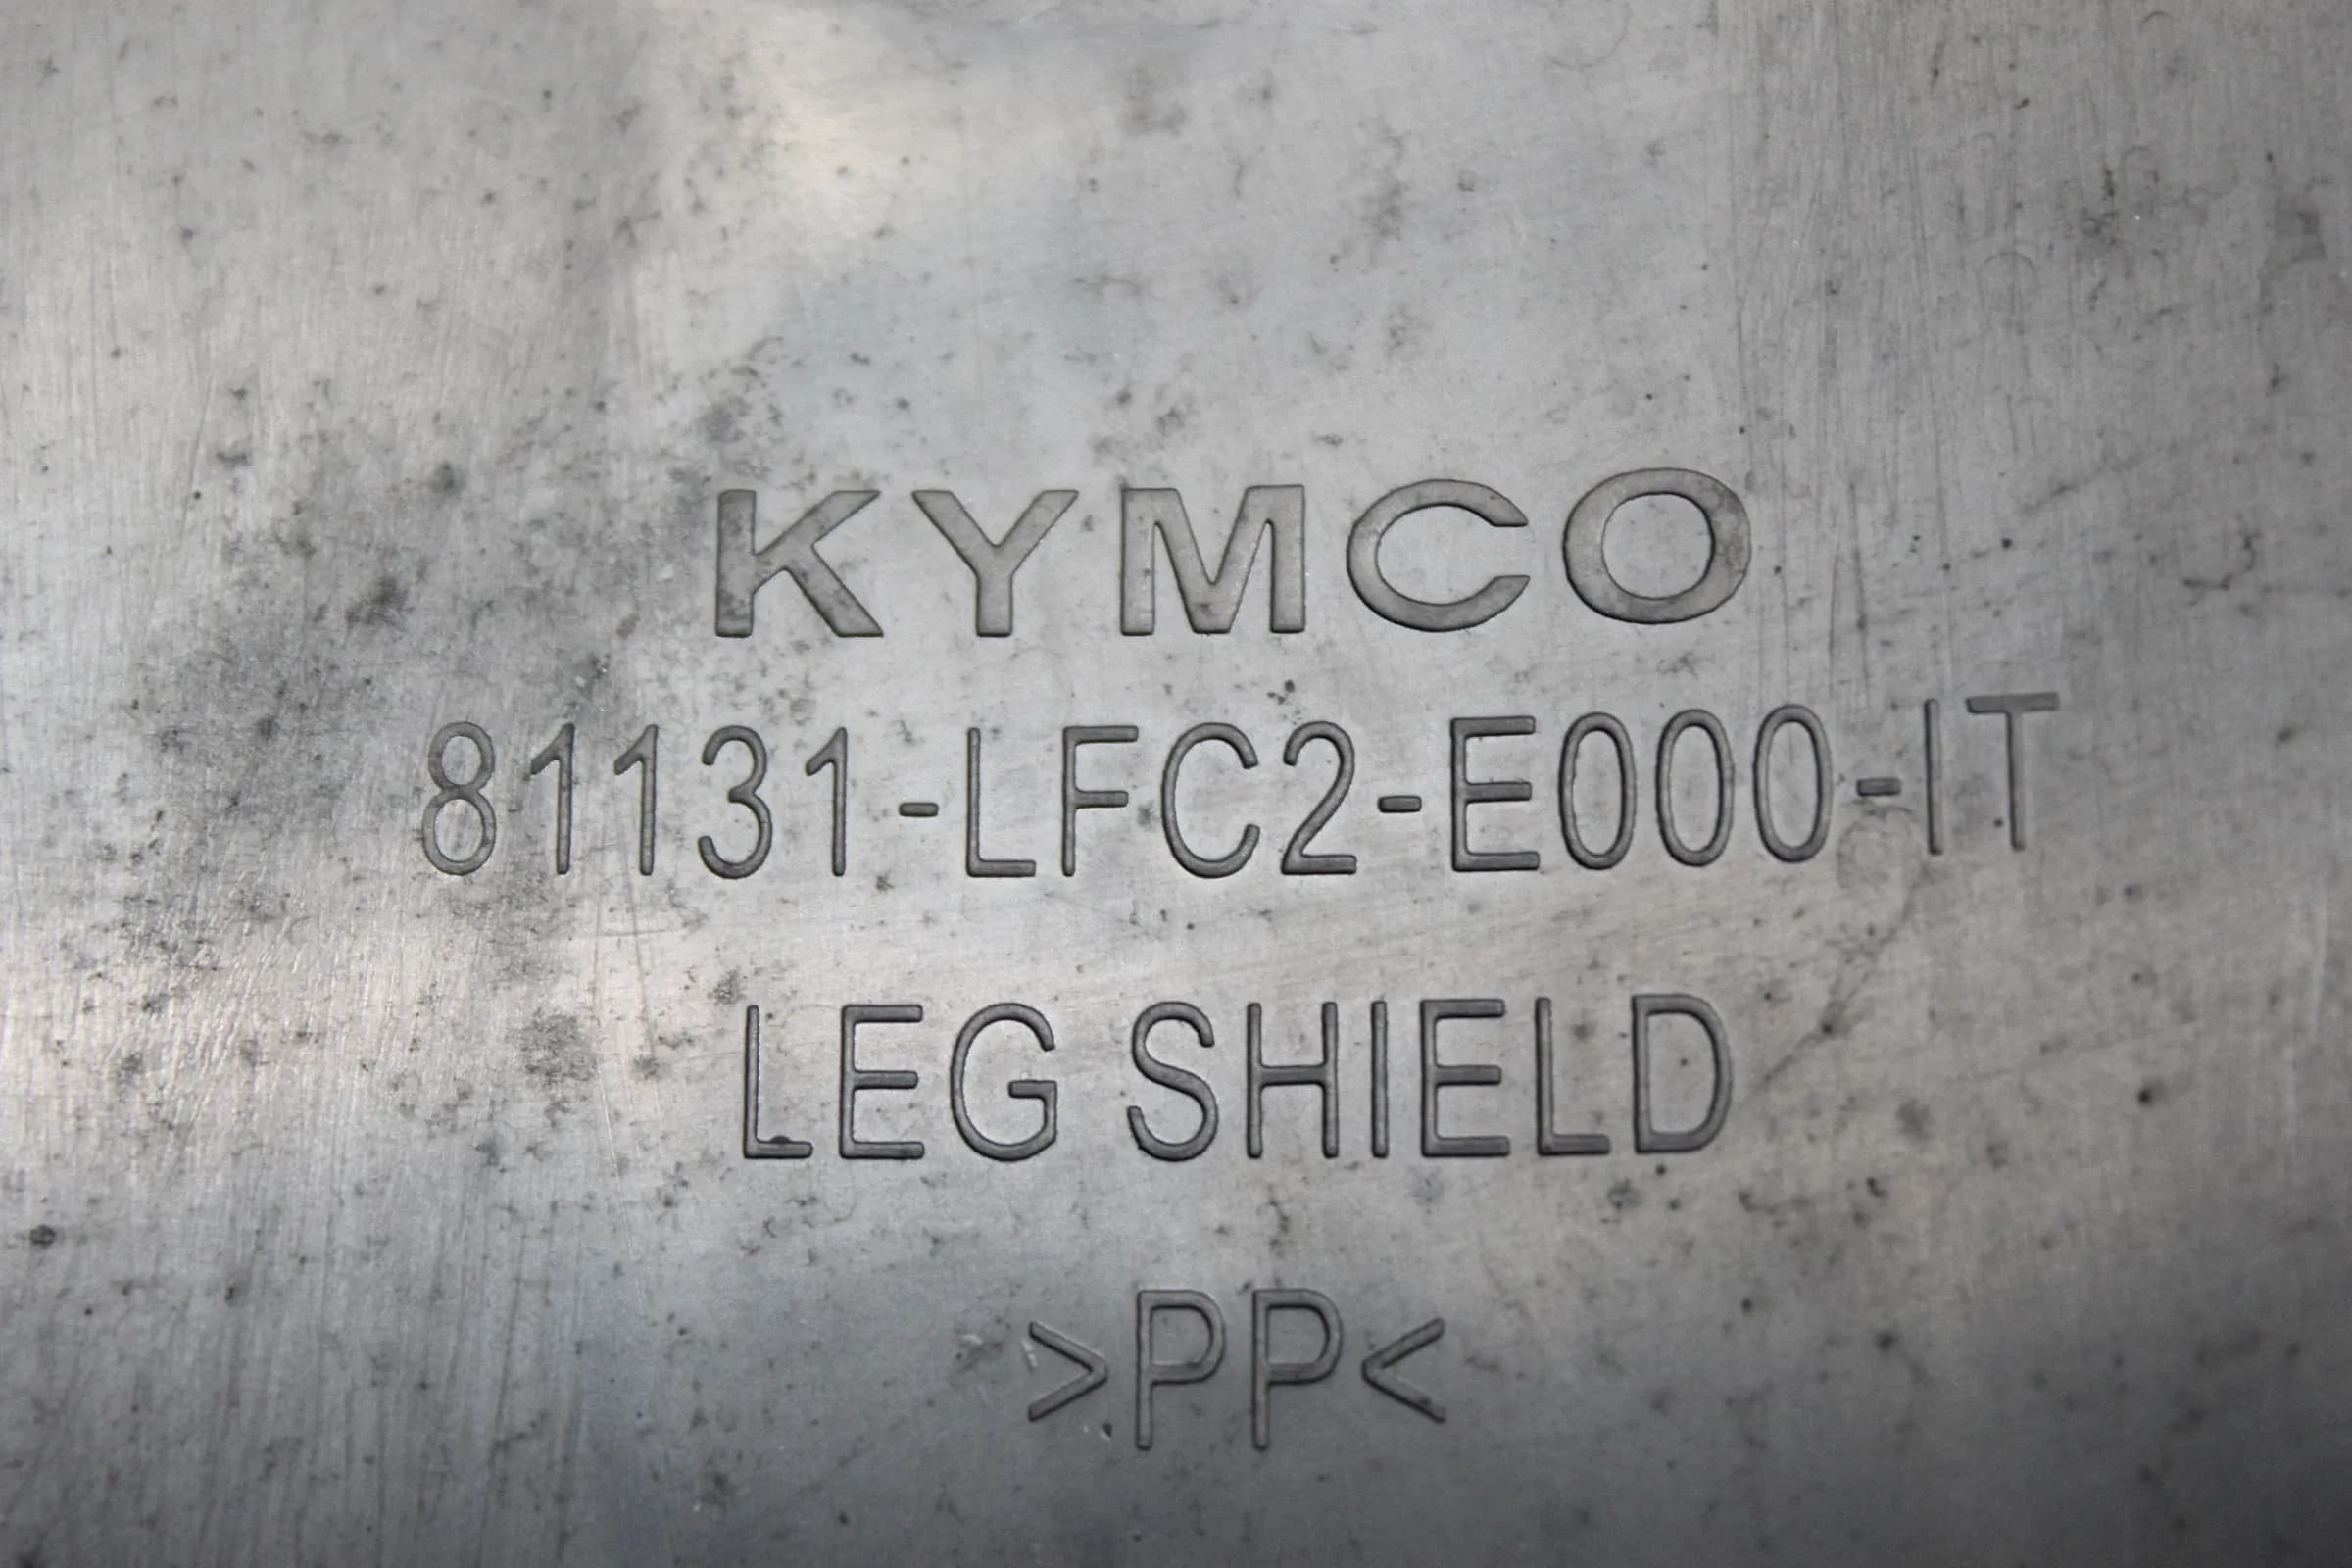 KYMCO
81131-LFC2-E000-IT
LEG SHIELD
>PP<